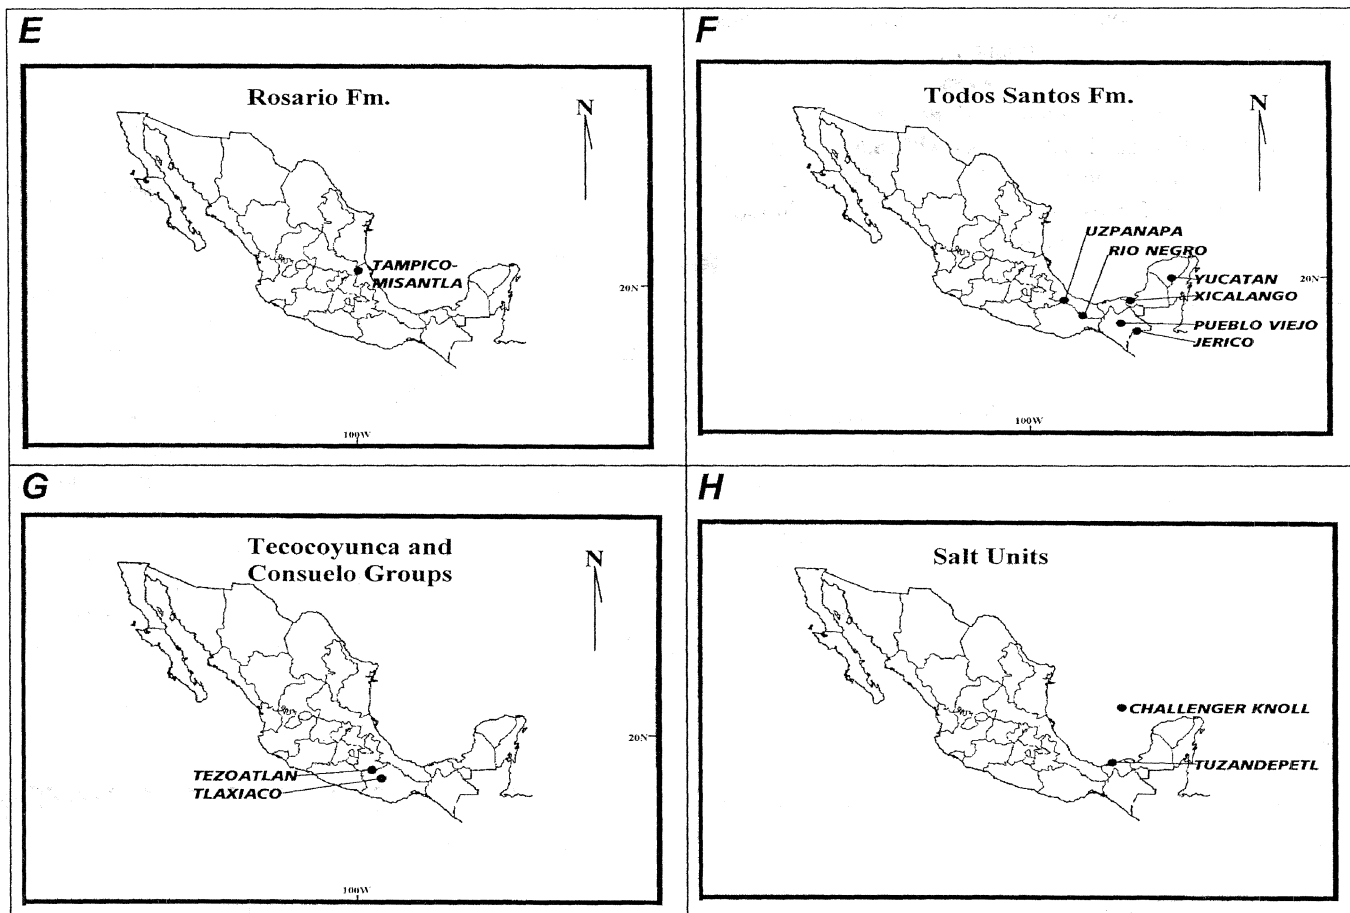 E
Rosario Fm.
N
TAMPICO-
MISANTLA
20N
100W
F
Todos Santos Fm.
N
UZPANAPA
RIO NEGRO
20N
YUCATAN
XICALANGO
PUEBLO VIEJO
JERICO
100W
G
Tecocoyunca and
Consuelo Groups
N
20N
TEZOATLAN
TLAXIACO
100W
H
Salt Units
CHALLENGER KNOLL
TUZANDEPETL